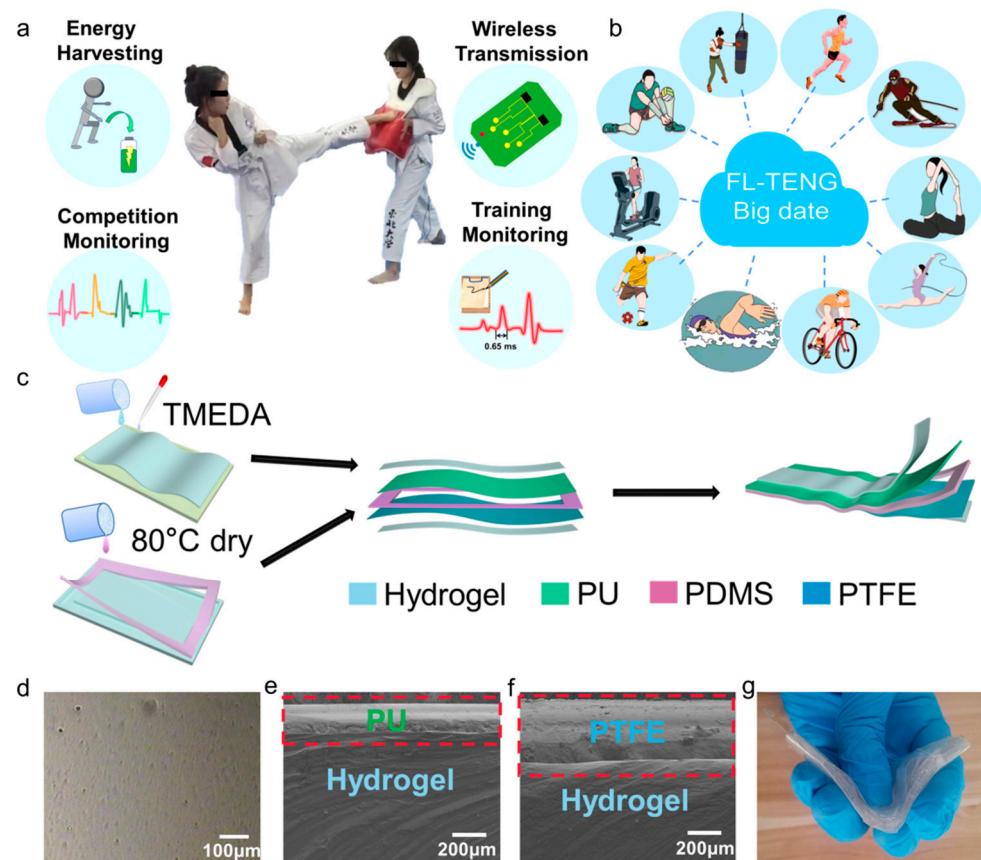 a
Energy
Harvesting
Wireless
Transmission
Competition
Monitoring
Training
Monitoring
0.65 ms
b
FL-TENG
Big date
c
TMEDA
80°C dry
Hydrogel
PU
PDMS
PTFE
d
100μm
e
PU
Hydrogel
200μm
f
PTFE
Hydrogel
200μm
g